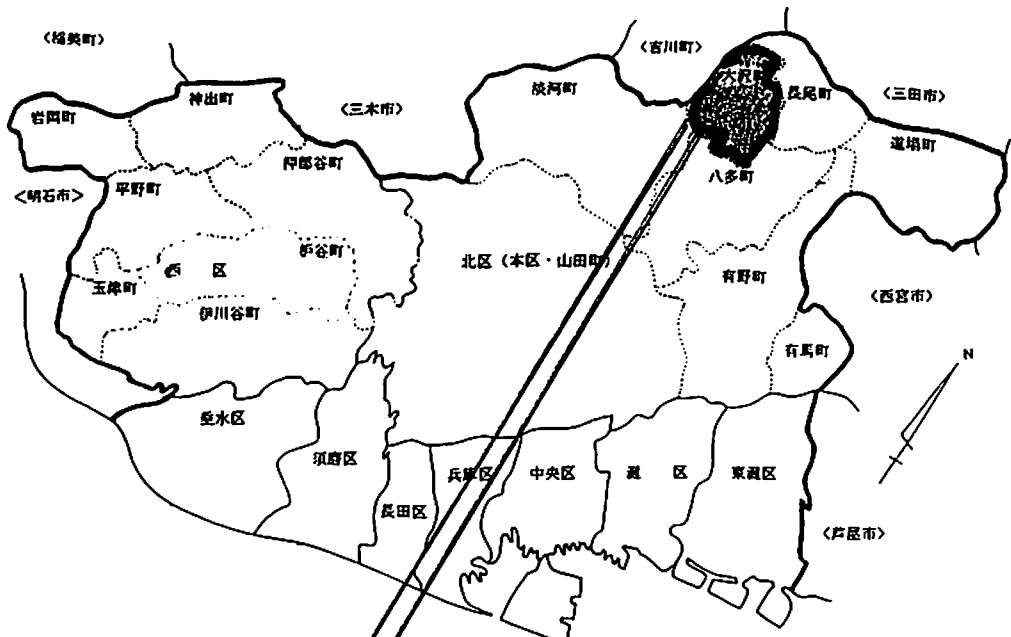 〈稲美町〉
〈吉川町〉
大沢町
淡河町
長尾町
〈三田市〉
神出町
岩岡町
〈三木市〉
道場町
押部谷町
八多町
平野町
〈明石市〉
櫨谷町
北区（本区・山田町）
西 区
有野町
玉津町
〈西宮市〉
伊川谷町
有馬町
N
垂水区
須磨区
兵庫区
中央区
灘 区
東灘区
長田区
〈芦屋市〉